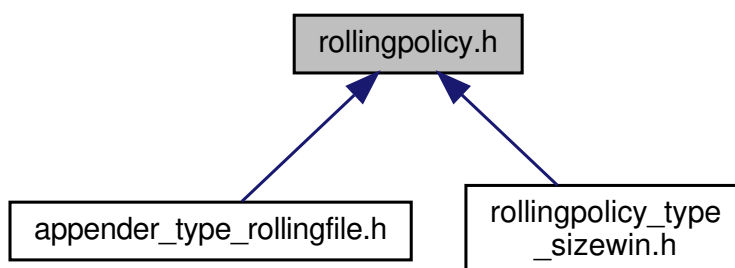 rollingpolicy.h
appender_type_rollingfile.h
rollingpolicy_type
_sizewin.h